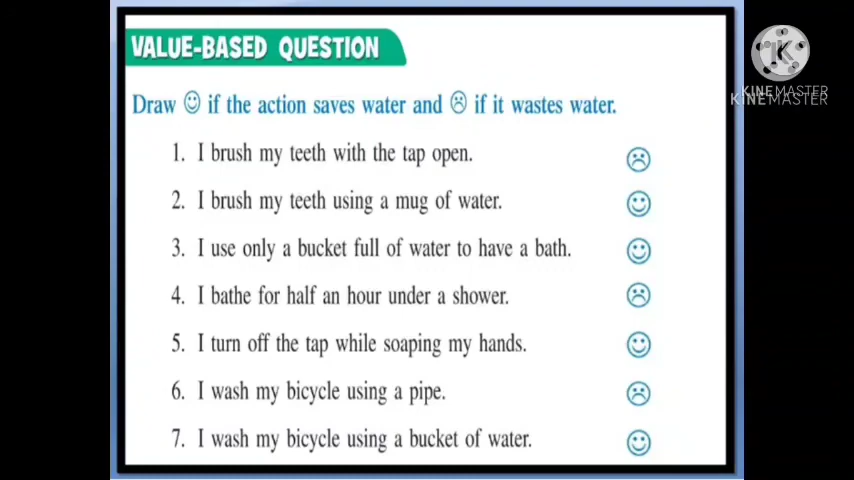 VALUE-BASED QUESTION
Draw ☺ if the action saves water and ☹ if it wastes water.
1. I brush my teeth with the tap open. ☹
2. I brush my teeth using a mug of water. ☺
3. I use only a bucket full of water to have a bath. ☺
4. I bathe for half an hour under a shower. ☹
5. I turn off the tap while soaping my hands. ☺
6. I wash my bicycle using a pipe. ☹
7. I wash my bicycle using a bucket of water. ☺
K
KINEMASTER
KINEMASTER